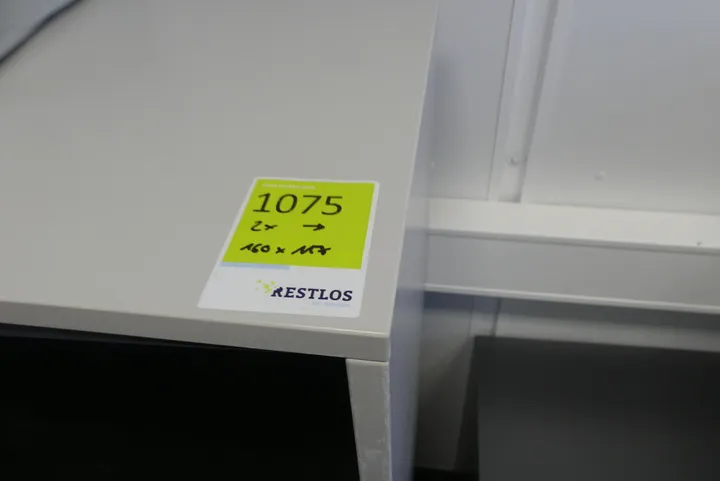 1075
2x →
160 x
RESTLOS